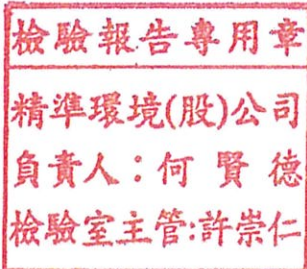 檢驗報告專用章
精準環境(股)公司
負責人：何賢德
檢驗室主管:許崇仁